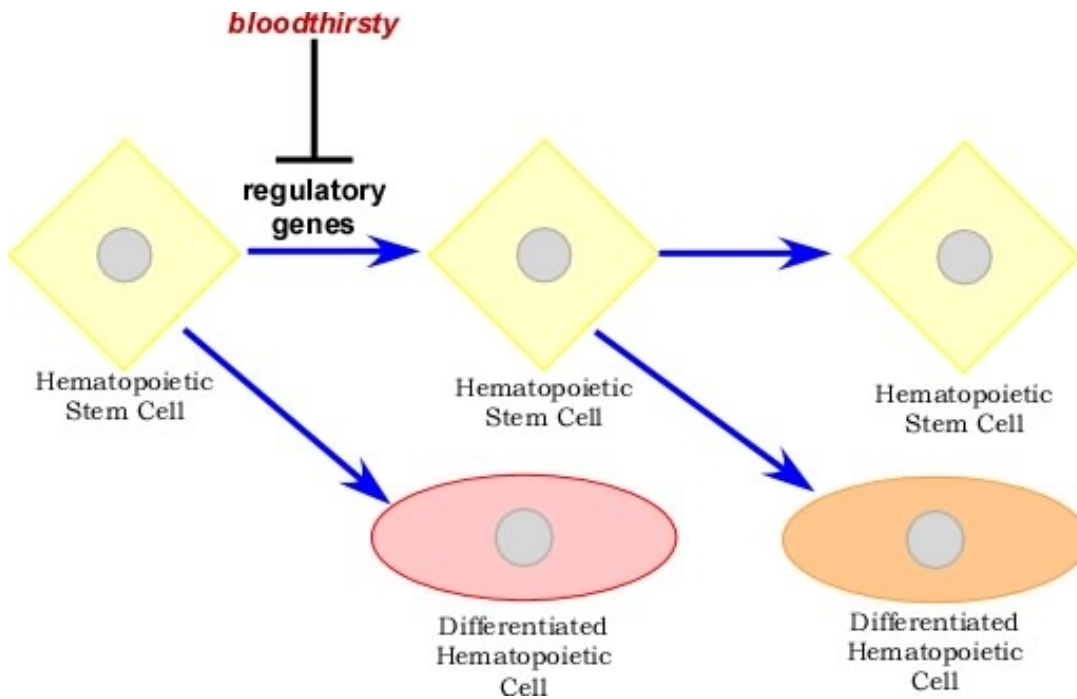 bloodthirsty
regulatory
genes
Hematopoietic
Stem Cell
Hematopoietic
Stem Cell
Hematopoietic
Stem Cell
Differentiated
Hematopoietic
Cell
Differentiated
Hematopoietic
Cell